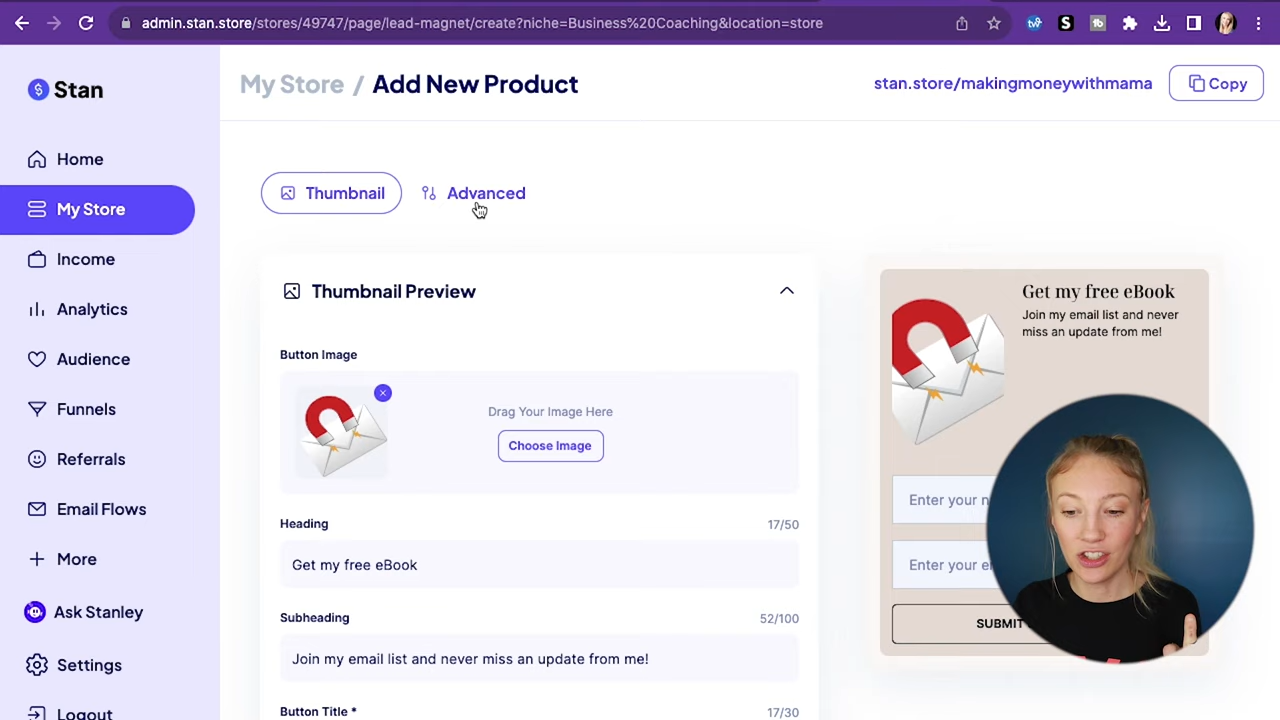 admin.stan.store/stores/49747/page/lead-magnet/create?niche=Business%20Coaching&location=store
Stan
My Store / Add New Product
stan.store/makingmoneywithmama
Copy
Home
My Store
Income
Analytics
Audience
Funnels
Referrals
Email Flows
More
Ask Stanley
Settings
Logout
Thumbnail
Advanced
Thumbnail Preview
Button Image
Drag Your Image Here
Choose Image
Heading
17/50
Get my free eBook
Subheading
52/100
Join my email list and never miss an update from me!
Button Title *
17/30
Get my free eBook
Join my email list and never
miss an update from me!
Enter your
Enter your
SUBMIT